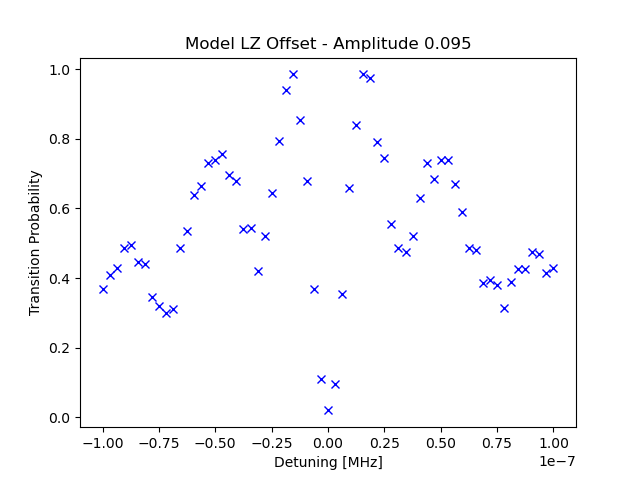 Model LZ Offset - Amplitude 0.095
Transition Probability
1.0
0.8
0.6
0.4
0.2
0.0
−1.00 −0.75 −0.50 −0.25 0.00 0.25 0.50 0.75 1.00
1e−7
Detuning [MHz]